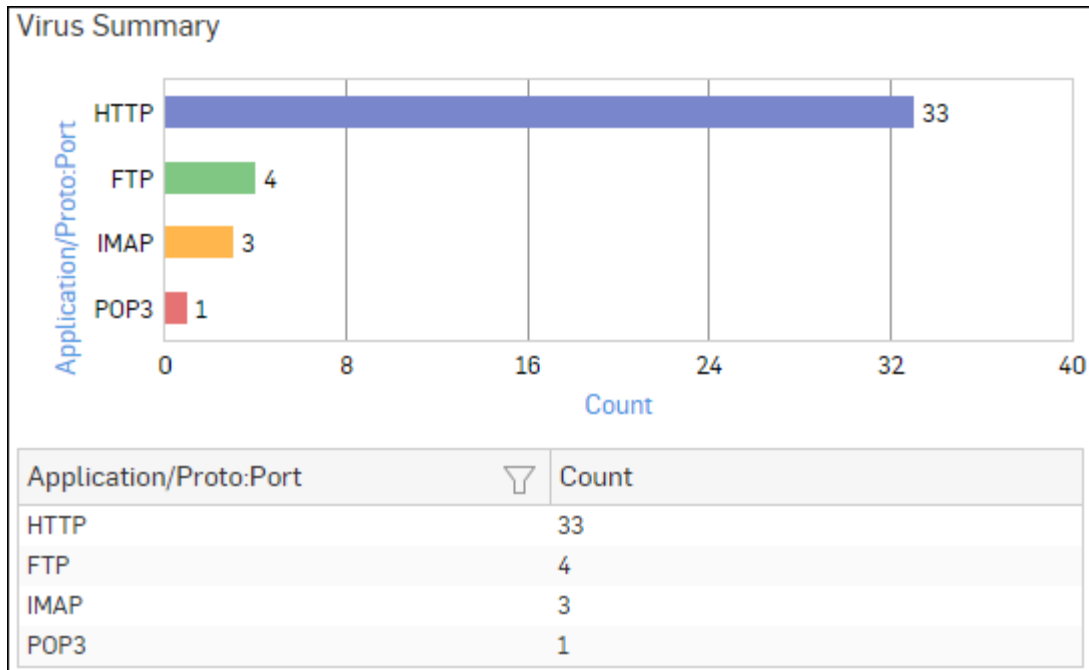 Virus Summary
Application/Proto:Port
HTTP 33
FTP 4
IMAP 3
POP3 1
0 8 16 24 32 40
Count
Application/Proto:Port Count
HTTP 33
FTP 4
IMAP 3
POP3 1